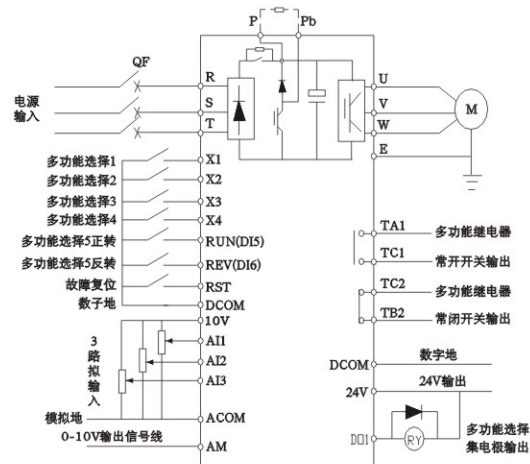 P Pb
QF
R
S
T
电源
输入
U
V
W
E
M
多功能选择1 X1
多功能选择2 X2
多功能选择3 X3
多功能选择4 X4
多功能选择5正转 RUN(DI5)
多功能选择5反转 REV(DI6)
故障复位 RST
数子地 DCOM
10V
AI1
AI2
AI3
3路拟输入
模拟地 ACOM
0-10V输出信号线 AM
TA1 多功能继电器
TC1 常开开关输出
TC2 多功能继电器
TB2 常闭开关输出
DCOM 数字地
24V 24V输出
DO1 RY
多功能选择
集电极输出